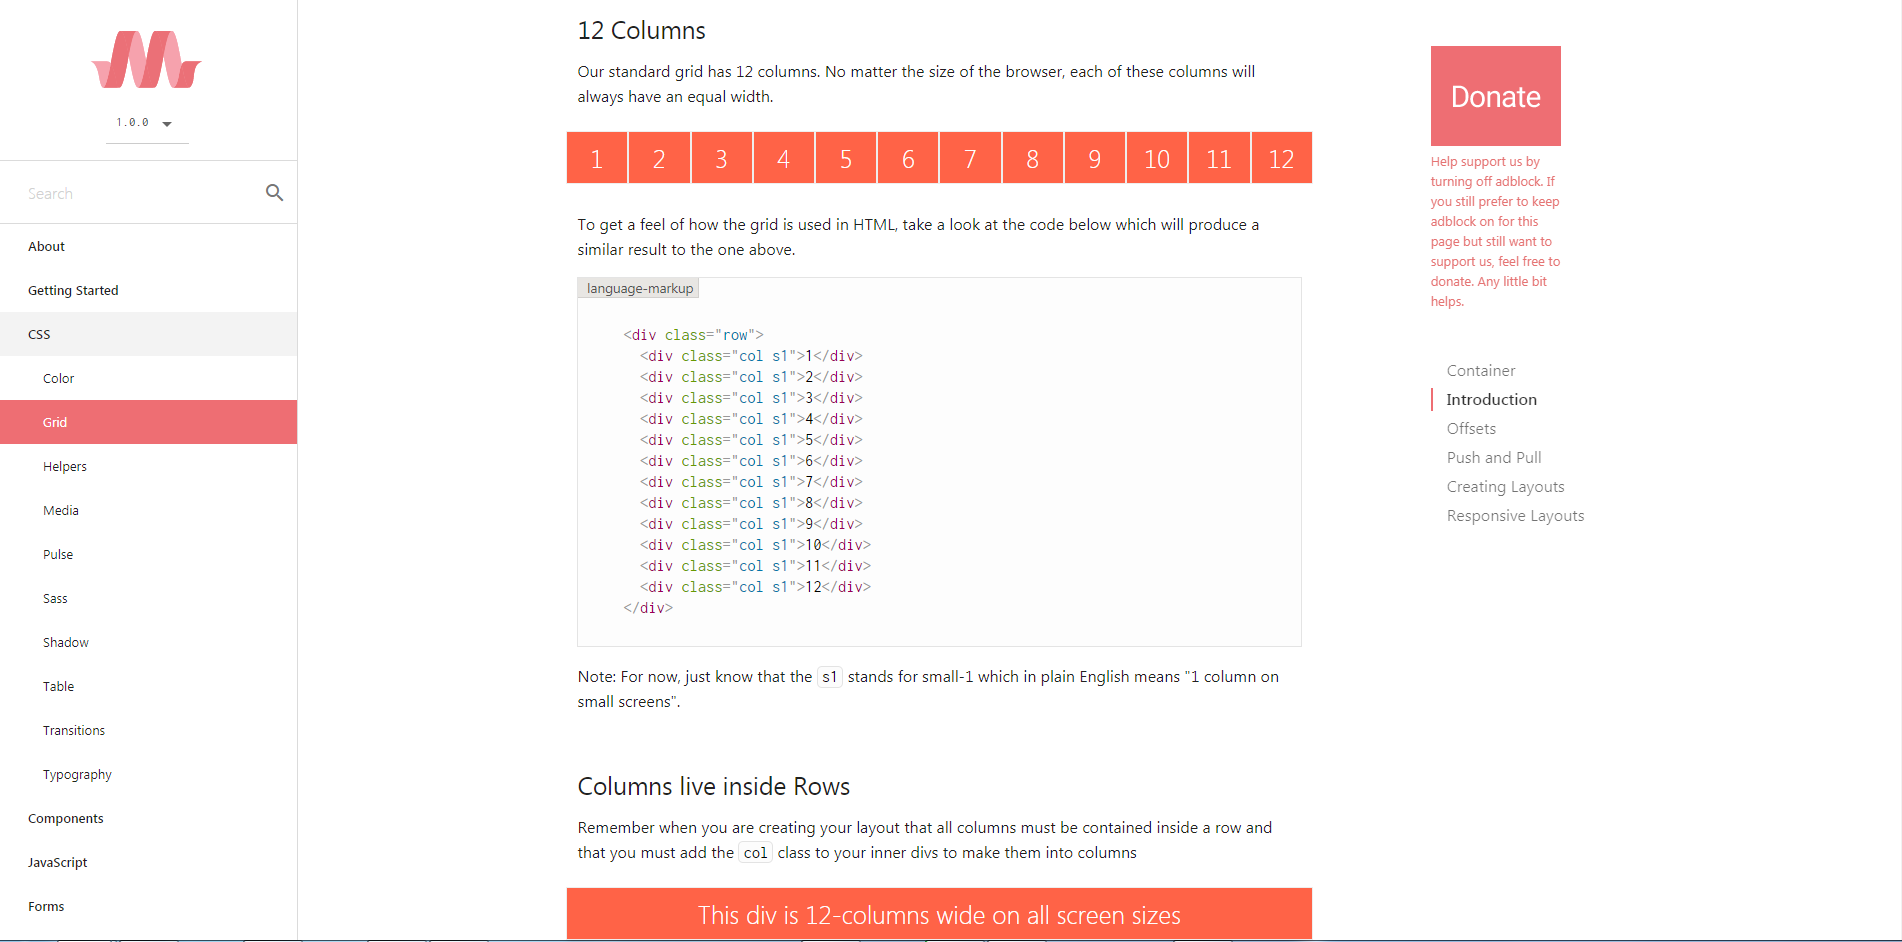 1.0.0
Search
About
Getting Started
CSS
Color
Grid
Helpers
Media
Pulse
Sass
Shadow
Table
Transitions
Typography
Components
JavaScript
Forms
12 Columns
Our standard grid has 12 columns. No matter the size of the browser, each of these columns will
always have an equal width.
1 2 3 4 5 6 7 8 9 10 11 12
To get a feel of how the grid is used in HTML, take a look at the code below which will produce a
similar result to the one above.
language-markup
<div class="row">
  <div class="col s1">1</div>
  <div class="col s1">2</div>
  <div class="col s1">3</div>
  <div class="col s1">4</div>
  <div class="col s1">5</div>
  <div class="col s1">6</div>
  <div class="col s1">7</div>
  <div class="col s1">8</div>
  <div class="col s1">9</div>
  <div class="col s1">10</div>
  <div class="col s1">11</div>
  <div class="col s1">12</div>
</div>
Note: For now, just know that the s1 stands for small-1 which in plain English means "1 column on
small screens".
Columns live inside Rows
Remember when you are creating your layout that all columns must be contained inside a row and
that you must add the col class to your inner divs to make them into columns
This div is 12-columns wide on all screen sizes
Donate
Help support us by
turning off adblock. If
you still prefer to keep
adblock on for this
page but still want to
support us, feel free to
donate. Any little bit
helps.
Container
Introduction
Offsets
Push and Pull
Creating Layouts
Responsive Layouts